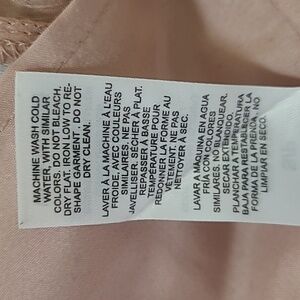 MACHINE WASH COLD
WATER, WITH SIMILAR
COLORS. DO NOT BLEACH.
DRY FLAT. IRON LOW TO RE-
SHAPE GARMENT. DO NOT
DRY CLEAN.
LAVER À LA MACHINE À L'EAU
FROIDE, AVEC COULEURS
SIMILAIRES. NE PAS
JAVELLISER. SÉCHER À PLAT.
REPASSER À BASSE
TEMPÉRATURE POUR
REDONNER LA FORME AU
VÊTEMENT. NE PAS
NETTOYER À SEC.
LAVAR A MAQUINA EN AGUA
FRÍA CON COLORES
SIMILARES. NO BLANQUEAR.
SECAR EXTENDIDO.
PLANCHAR A TEMPERATURA
BAJA PARA RESTABLECER LA
FORMA DE LA PRENDA. NO
LIMPIAR EN SECO.